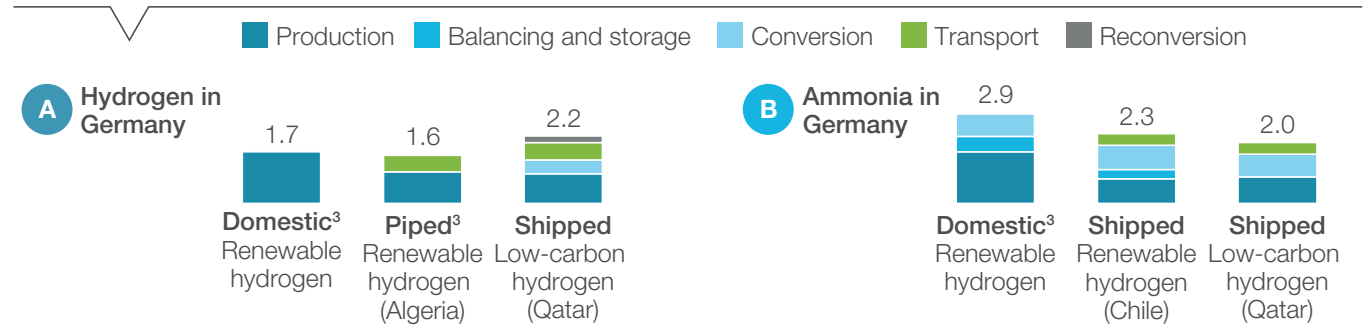 Production Balancing and storage Conversion Transport Reconversion
A Hydrogen in
Germany
1.7
1.6
2.2
Domestic³
Renewable
hydrogen
Piped³
Renewable
hydrogen
(Algeria)
Shipped
Low-carbon
hydrogen
(Qatar)
B Ammonia in
Germany
2.9
2.3
2.0
Domestic³
Renewable
hydrogen
Shipped
Renewable
hydrogen
(Chile)
Shipped
Low-carbon
hydrogen
(Qatar)